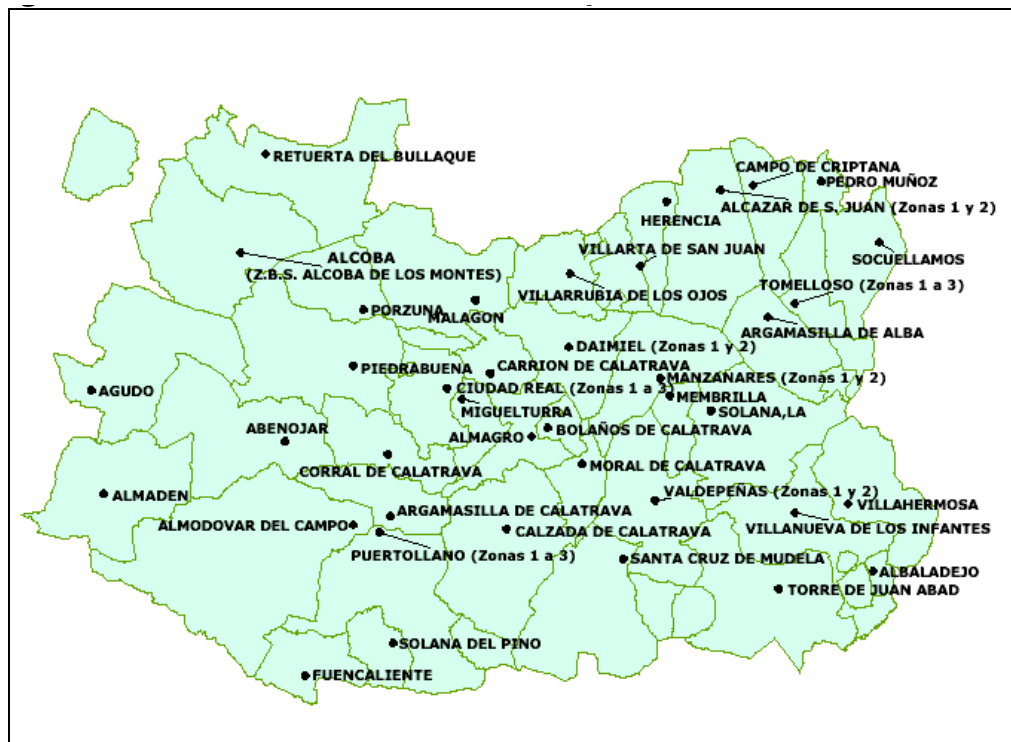 CAMPO DE CRIPTANA
RETUERTA DEL BULLAQUE
PEDRO MUÑOZ
ALCAZAR DE S. JUAN (Zonas 1 y 2)
HERENCIA
VILLARTA DE SAN JUAN
ALCOBA
(Z.B.S. ALCOBA DE LOS MONTES)
SOCUELLAMOS
TOMELLOSO (Zonas 1 a 3)
VILLARRUBIA DE LOS OJOS
PORZUNA
MALAGON
ARGAMASILLA DE ALBA
DAIMIEL (Zonas 1 y 2)
PIEDRABUENA
CARRION DE CALATRAVA
MANZANARES (Zonas 1 y 2)
AGUDO
CIUDAD REAL (Zonas 1 a 3)
MEMBRILLA
MIGUELTURRA
SOLANA,LA
ABENOJAR
ALMAGRO
BOLAÑOS DE CALATRAVA
CORRAL DE CALATRAVA
MORAL DE CALATRAVA
ALMADEN
VALDEPEÑAS (Zonas 1 y 2)
VILLAHERMOSA
ARGAMASILLA DE CALATRAVA
ALMODOVAR DEL CAMPO
CALZADA DE CALATRAVA
VILLANUEVA DE LOS INFANTES
PUERTOLLANO (Zonas 1 a 3)
SANTA CRUZ DE MUDELA
ALBALADEJO
TORRE DE JUAN ABAD
SOLANA DEL PINO
FUENCALIENTE